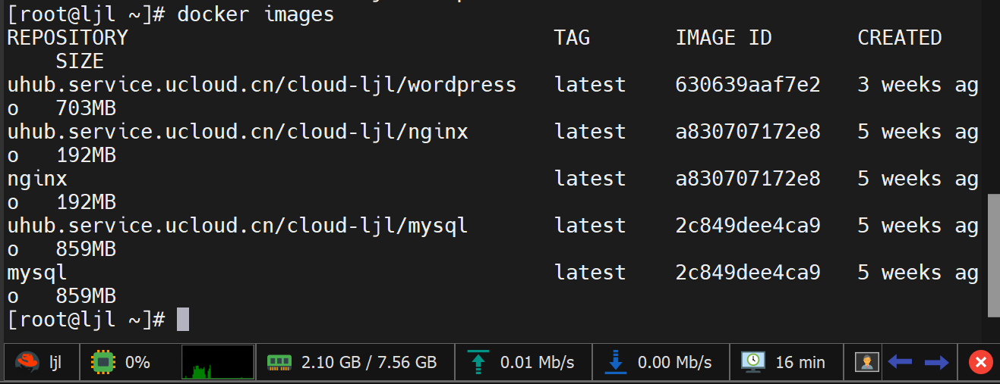 [root@ljl ~]# docker images
REPOSITORY TAG IMAGE ID CREATED
SIZE
uhub.service.ucloud.cn/cloud-ljl/wordpress latest 630639aaf7e2 3 weeks ag
o 703MB
uhub.service.ucloud.cn/cloud-ljl/nginx latest a830707172e8 5 weeks ag
o 192MB
nginx latest a830707172e8 5 weeks ag
o 192MB
uhub.service.ucloud.cn/cloud-ljl/mysql latest 2c849dee4ca9 5 weeks ag
o 859MB
mysql latest 2c849dee4ca9 5 weeks ag
o 859MB
[root@ljl ~]#
ljl 0% 2.10 GB / 7.56 GB 0.01 Mb/s 0.00 Mb/s 16 min